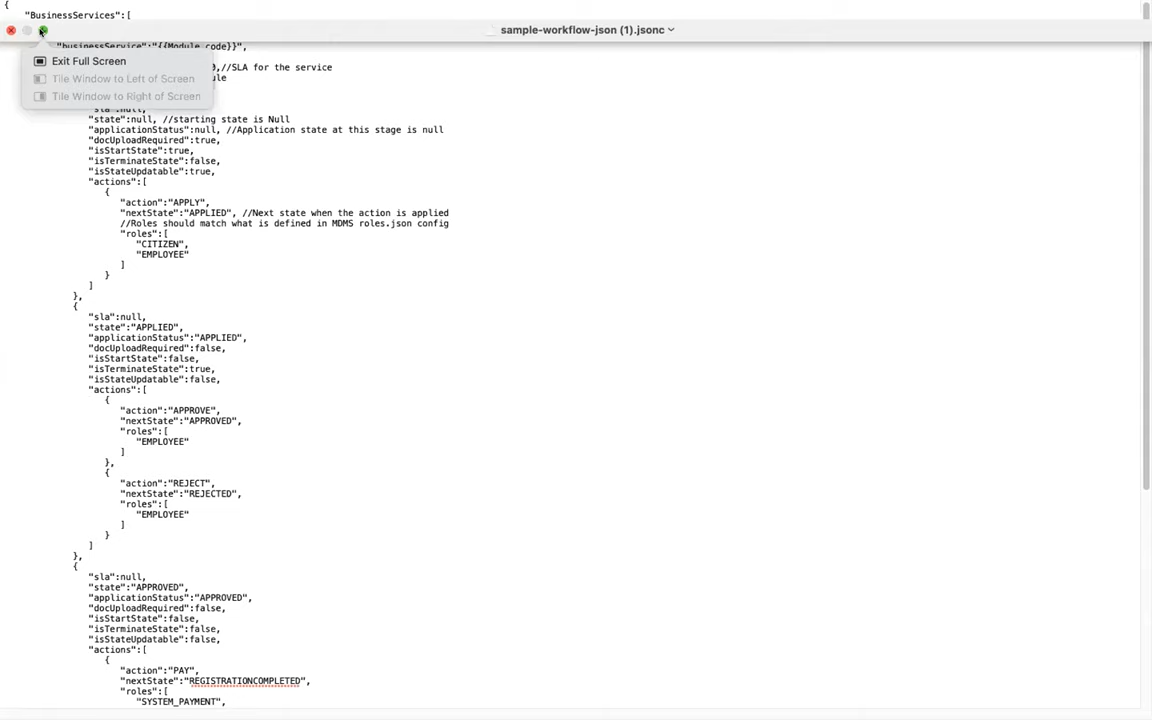 {
"BusinessServices":[
sample-workflow-json (1).jsonc
"businessService":"{{Module code}}",
Exit Full Screen
,//SLA for the service
Tile Window to Left of Screen
Tile Window to Right of Screen
"sla":null,
"state":null, //starting state is Null
"applicationStatus":null, //Application state at this stage is null
"docUploadRequired":true,
"isStartState":true,
"isTerminateState":false,
"isStateUpdatable":true,
"actions":[
{
"action":"APPLY",
"nextState":"APPLIED", //Next state when the action is applied
//Roles should match what is defined in MDMS roles.json config
"roles":[
"CITIZEN",
"EMPLOYEE"
]
}
]
},
{
"sla":null,
"state":"APPLIED",
"applicationStatus":"APPLIED",
"docUploadRequired":false,
"isStartState":false,
"isTerminateState":true,
"isStateUpdatable":false,
"actions":[
{
"action":"APPROVE",
"nextState":"APPROVED",
"roles":[
"EMPLOYEE"
]
},
{
"action":"REJECT",
"nextState":"REJECTED",
"roles":[
"EMPLOYEE"
]
}
]
},
{
"sla":null,
"state":"APPROVED",
"applicationStatus":"APPROVED",
"docUploadRequired":false,
"isStartState":false,
"isTerminateState":false,
"isStateUpdatable":false,
"actions":[
{
"action":"PAY",
"nextState":"REGISTRATIONCOMPLETED",
"roles":[
"SYSTEM_PAYMENT",